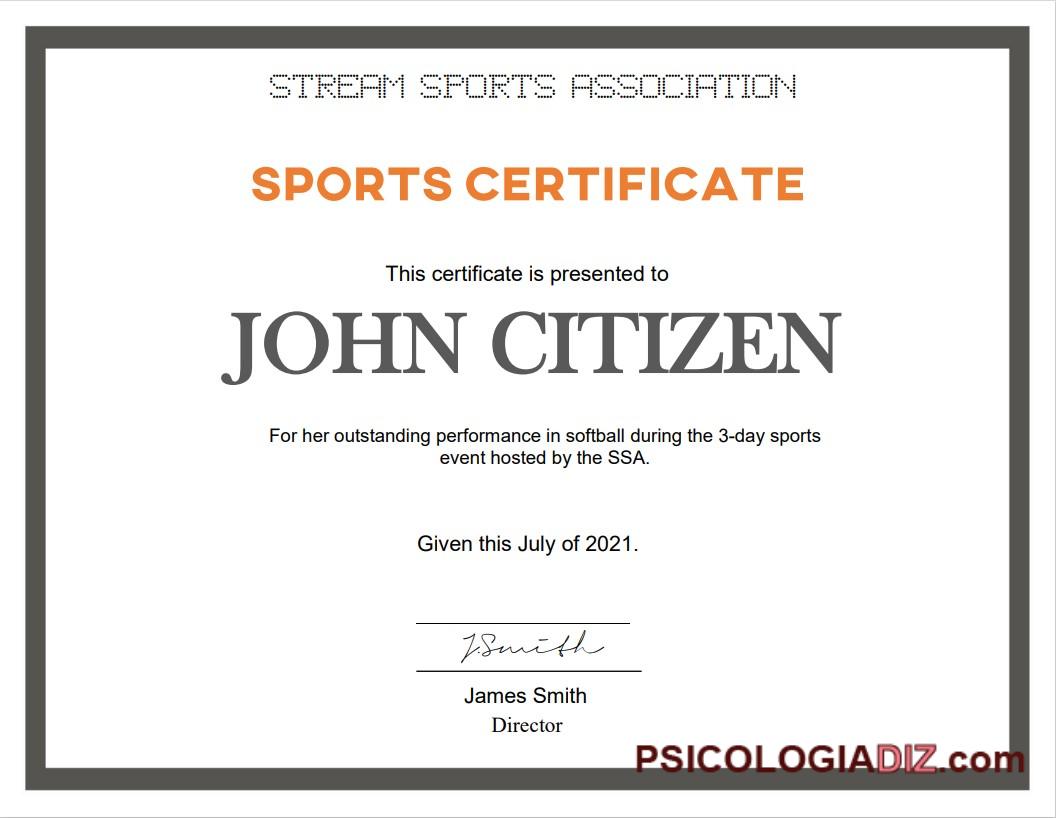 STREAM SPORTS ASSOCIATION
SPORTS CERTIFICATE
This certificate is presented to
JOHN CITIZEN
For her outstanding performance in softball during the 3-day sports
event hosted by the SSA.
Given this July of 2021.
J.Smith
James Smith
Director
PSICOLOGIADIZ.com